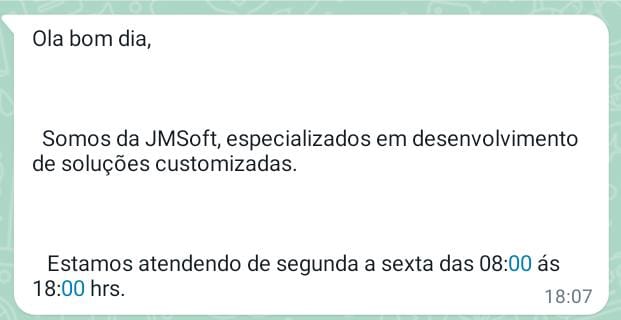 Ola bom dia,
Somos da JMSoft, especializados em desenvolvimento
de soluções customizadas.
Estamos atendendo de segunda a sexta das 08:00 ás
18:00 hrs.
18:07